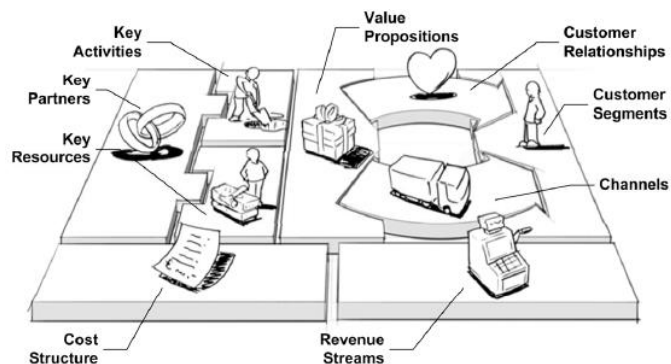 Key
Activities
Value
Propositions
Customer
Relationships
Key
Partners
Customer
Segments
Key
Resources
Channels
Cost
Structure
Revenue
Streams